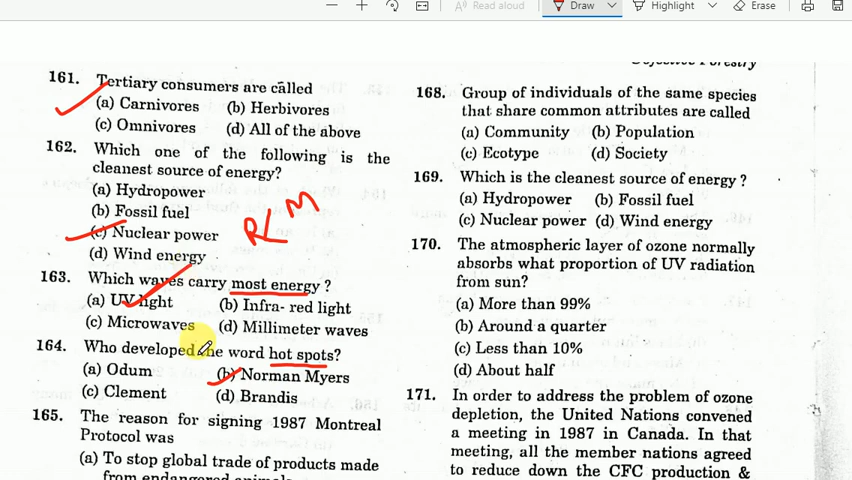 Read aloud
Draw
Highlight
Erase
Objective Forestry
161. Tertiary consumers are called
(a) Carnivores (b) Herbivores
(c) Omnivores (d) All of the above
162. Which one of the following is the
cleanest source of energy?
(a) Hydropower
(b) Fossil fuel
(c) Nuclear power
(d) Wind energy
RLM
163. Which waves carry most energy ?
(a) UV light (b) Infra- red light
(c) Microwaves (d) Millimeter waves
164. Who developed the word hot spots?
(a) Odum (b) Norman Myers
(c) Clement (d) Brandis
165. The reason for signing 1987 Montreal
Protocol was
(a) To stop global trade of products made
from endangered animals
168. Group of individuals of the same species
that share common attributes are called
(a) Community (b) Population
(c) Ecotype (d) Society
169. Which is the cleanest source of energy ?
(a) Hydropower (b) Fossil fuel
(c) Nuclear power (d) Wind energy
170. The atmospheric layer of ozone normally
absorbs what proportion of UV radiation
from sun?
(a) More than 99%
(b) Around a quarter
(c) Less than 10%
(d) About half
171. In order to address the problem of ozone
depletion, the United Nations convened
a meeting in 1987 in Canada. In that
meeting, all the member nations agreed
to reduce down the CFC production &